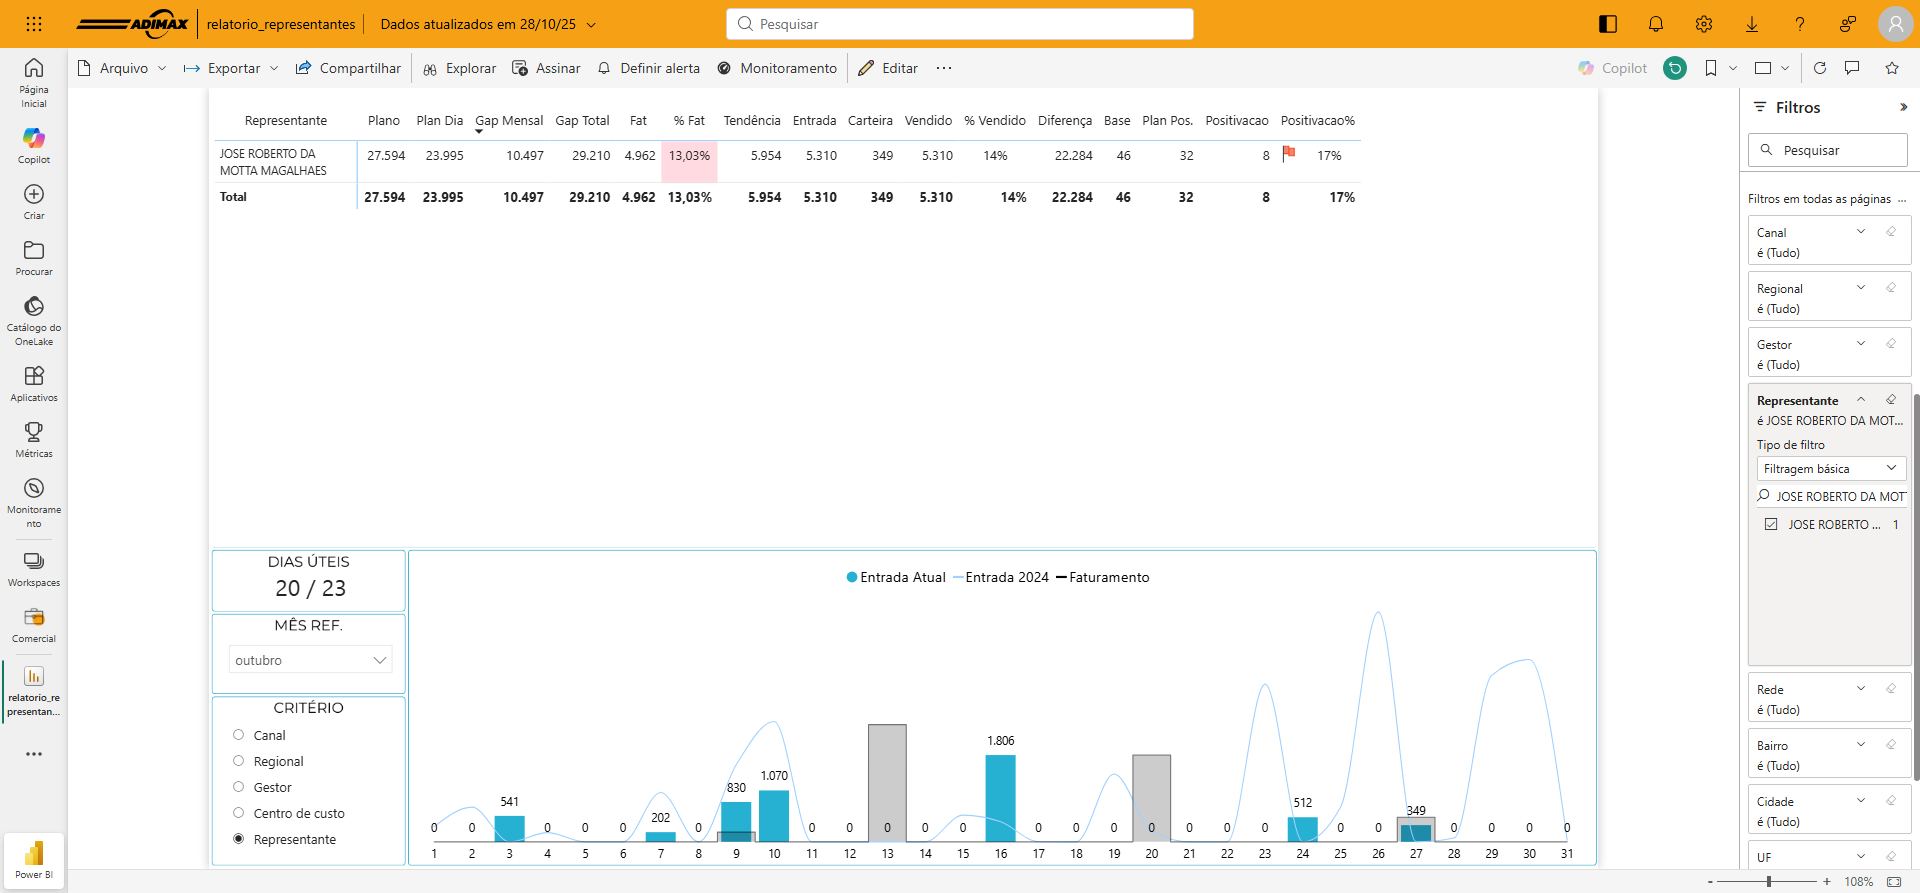 ADIMAX relatorio_representantes Dados atualizados em 28/10/25 Pesquisar
Arquivo Exportar Compartilhar Explorar Assinar Definir alerta Monitoramento Editar ... Copilot
Página
Inicial
Copilot
Criar
Procurar
Catálogo do
OneLake
Aplicativos
Métricas
Monitorame
nto
Workspaces
Comercial
relatorio_re
presentan...
Power BI
Representante Plano Plan Dia Gap Mensal Gap Total Fat % Fat Tendência Entrada Carteira Vendido % Vendido Diferença Base Plan Pos. Positivacao Positivacao%
JOSE ROBERTO DA
MOTTA MAGALHAES 27.594 23.995 10.497 29.210 4.962 13,03% 5.954 5.310 349 5.310 14% 22.284 46 32 8 17%
Total 27.594 23.995 10.497 29.210 4.962 13,03% 5.954 5.310 349 5.310 14% 22.284 46 32 8 17%
DIAS ÚTEIS
20 / 23
MÊS REF.
outubro
CRITÉRIO
Canal
Regional
Gestor
Centro de custo
Representante
Entrada Atual Entrada 2024 Faturamento
0 0 541 0 0 0 202 0 830 1.070 0 0 0 0 0 1.806 0 0 0 0 0 0 0 512 0 0 349 0 0 0 0
1 2 3 4 5 6 7 8 9 10 11 12 13 14 15 16 17 18 19 20 21 22 23 24 25 26 27 28 29 30 31
Filtros
Pesquisar
Filtros em todas as páginas ...
Canal
é (Tudo)
Regional
é (Tudo)
Gestor
é (Tudo)
Representante
é JOSE ROBERTO DA MOT...
Tipo de filtro
Filtragem básica
JOSE ROBERTO DA MOT
JOSE ROBERTO ... 1
Rede
é (Tudo)
Bairro
é (Tudo)
Cidade
é (Tudo)
UF
- + 108%